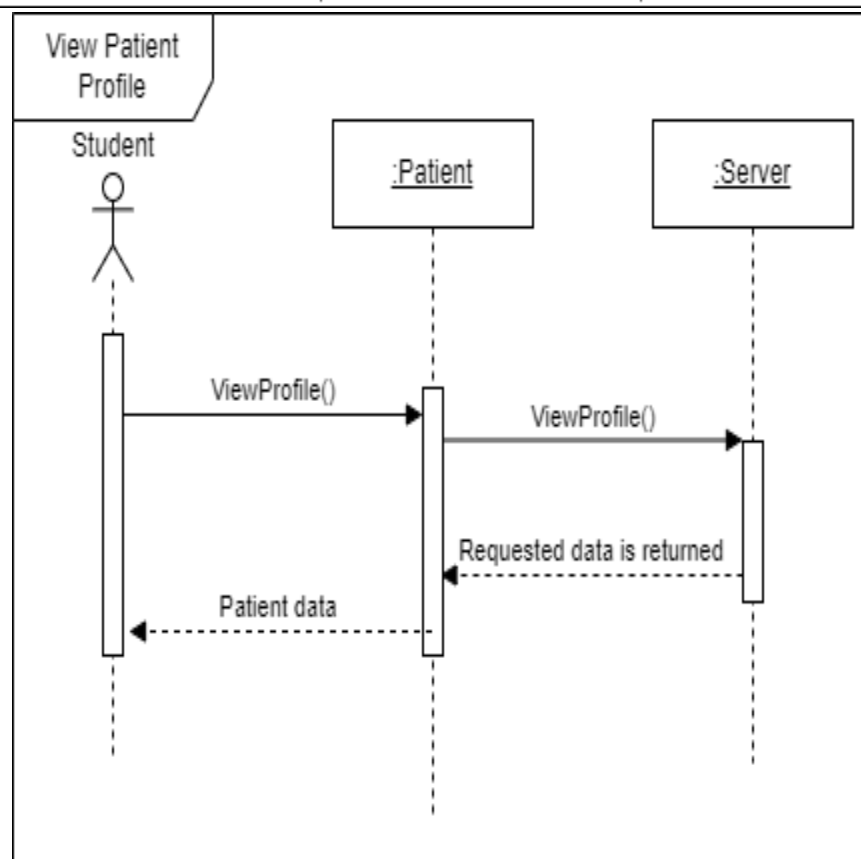 View Patient
Profile
Student
:Patient
:Server
ViewProfile()
ViewProfile()
Requested data is returned
Patient data